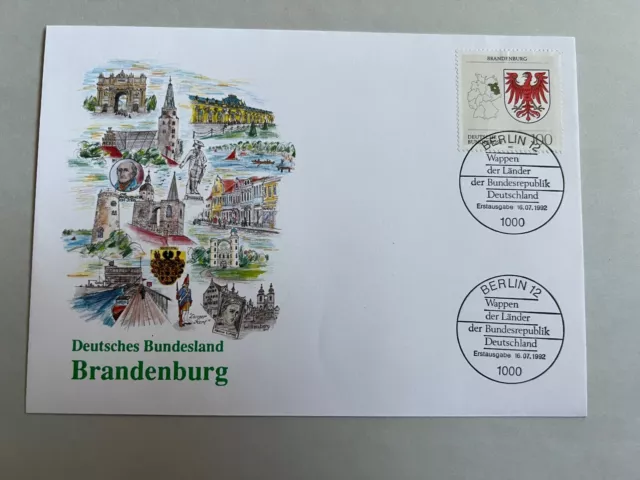 BRANDENBURG
DEUTSCHE
BUNDES
100
BERLIN 12
Wappen
der Länder
der Bundesrepublik
Deutschland
Erstausgabe 16.07.1992
1000
BERLIN 12
Wappen
der Länder
der Bundesrepublik
Deutschland
Erstausgabe 16.07.1992
1000
Deutsches Bundesland
Brandenburg